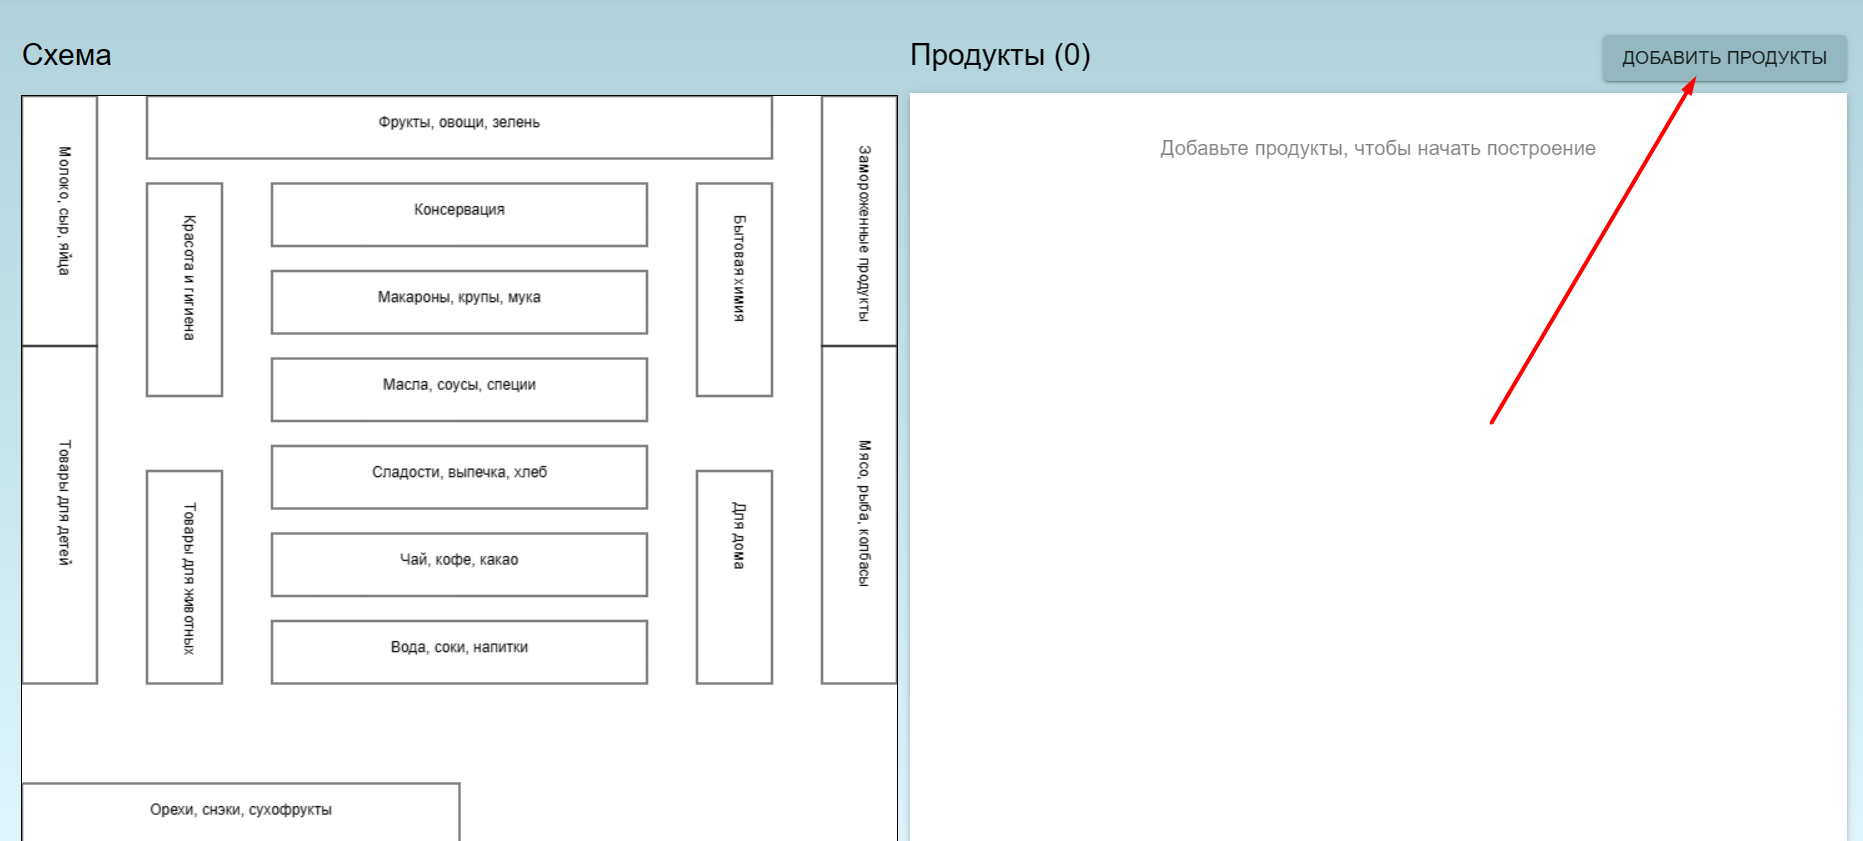 Схема
Продукты (0)
ДОБАВИТЬ ПРОДУКТЫ
Фрукты, овощи, зелень
Молоко, сыр, яйца
Замороженные продукты
Добавьте продукты, чтобы начать построение
Красота и гигиена
Консервация
Бытовая химия
Макароны, крупы, мука
Масла, соусы, специи
Товары для детей
Сладости, выпечка, хлеб
Мясо, рыба, колбасы
Товары для животных
Для дома
Чай, кофе, какао
Вода, соки, напитки
Орехи, снэки, сухофрукты